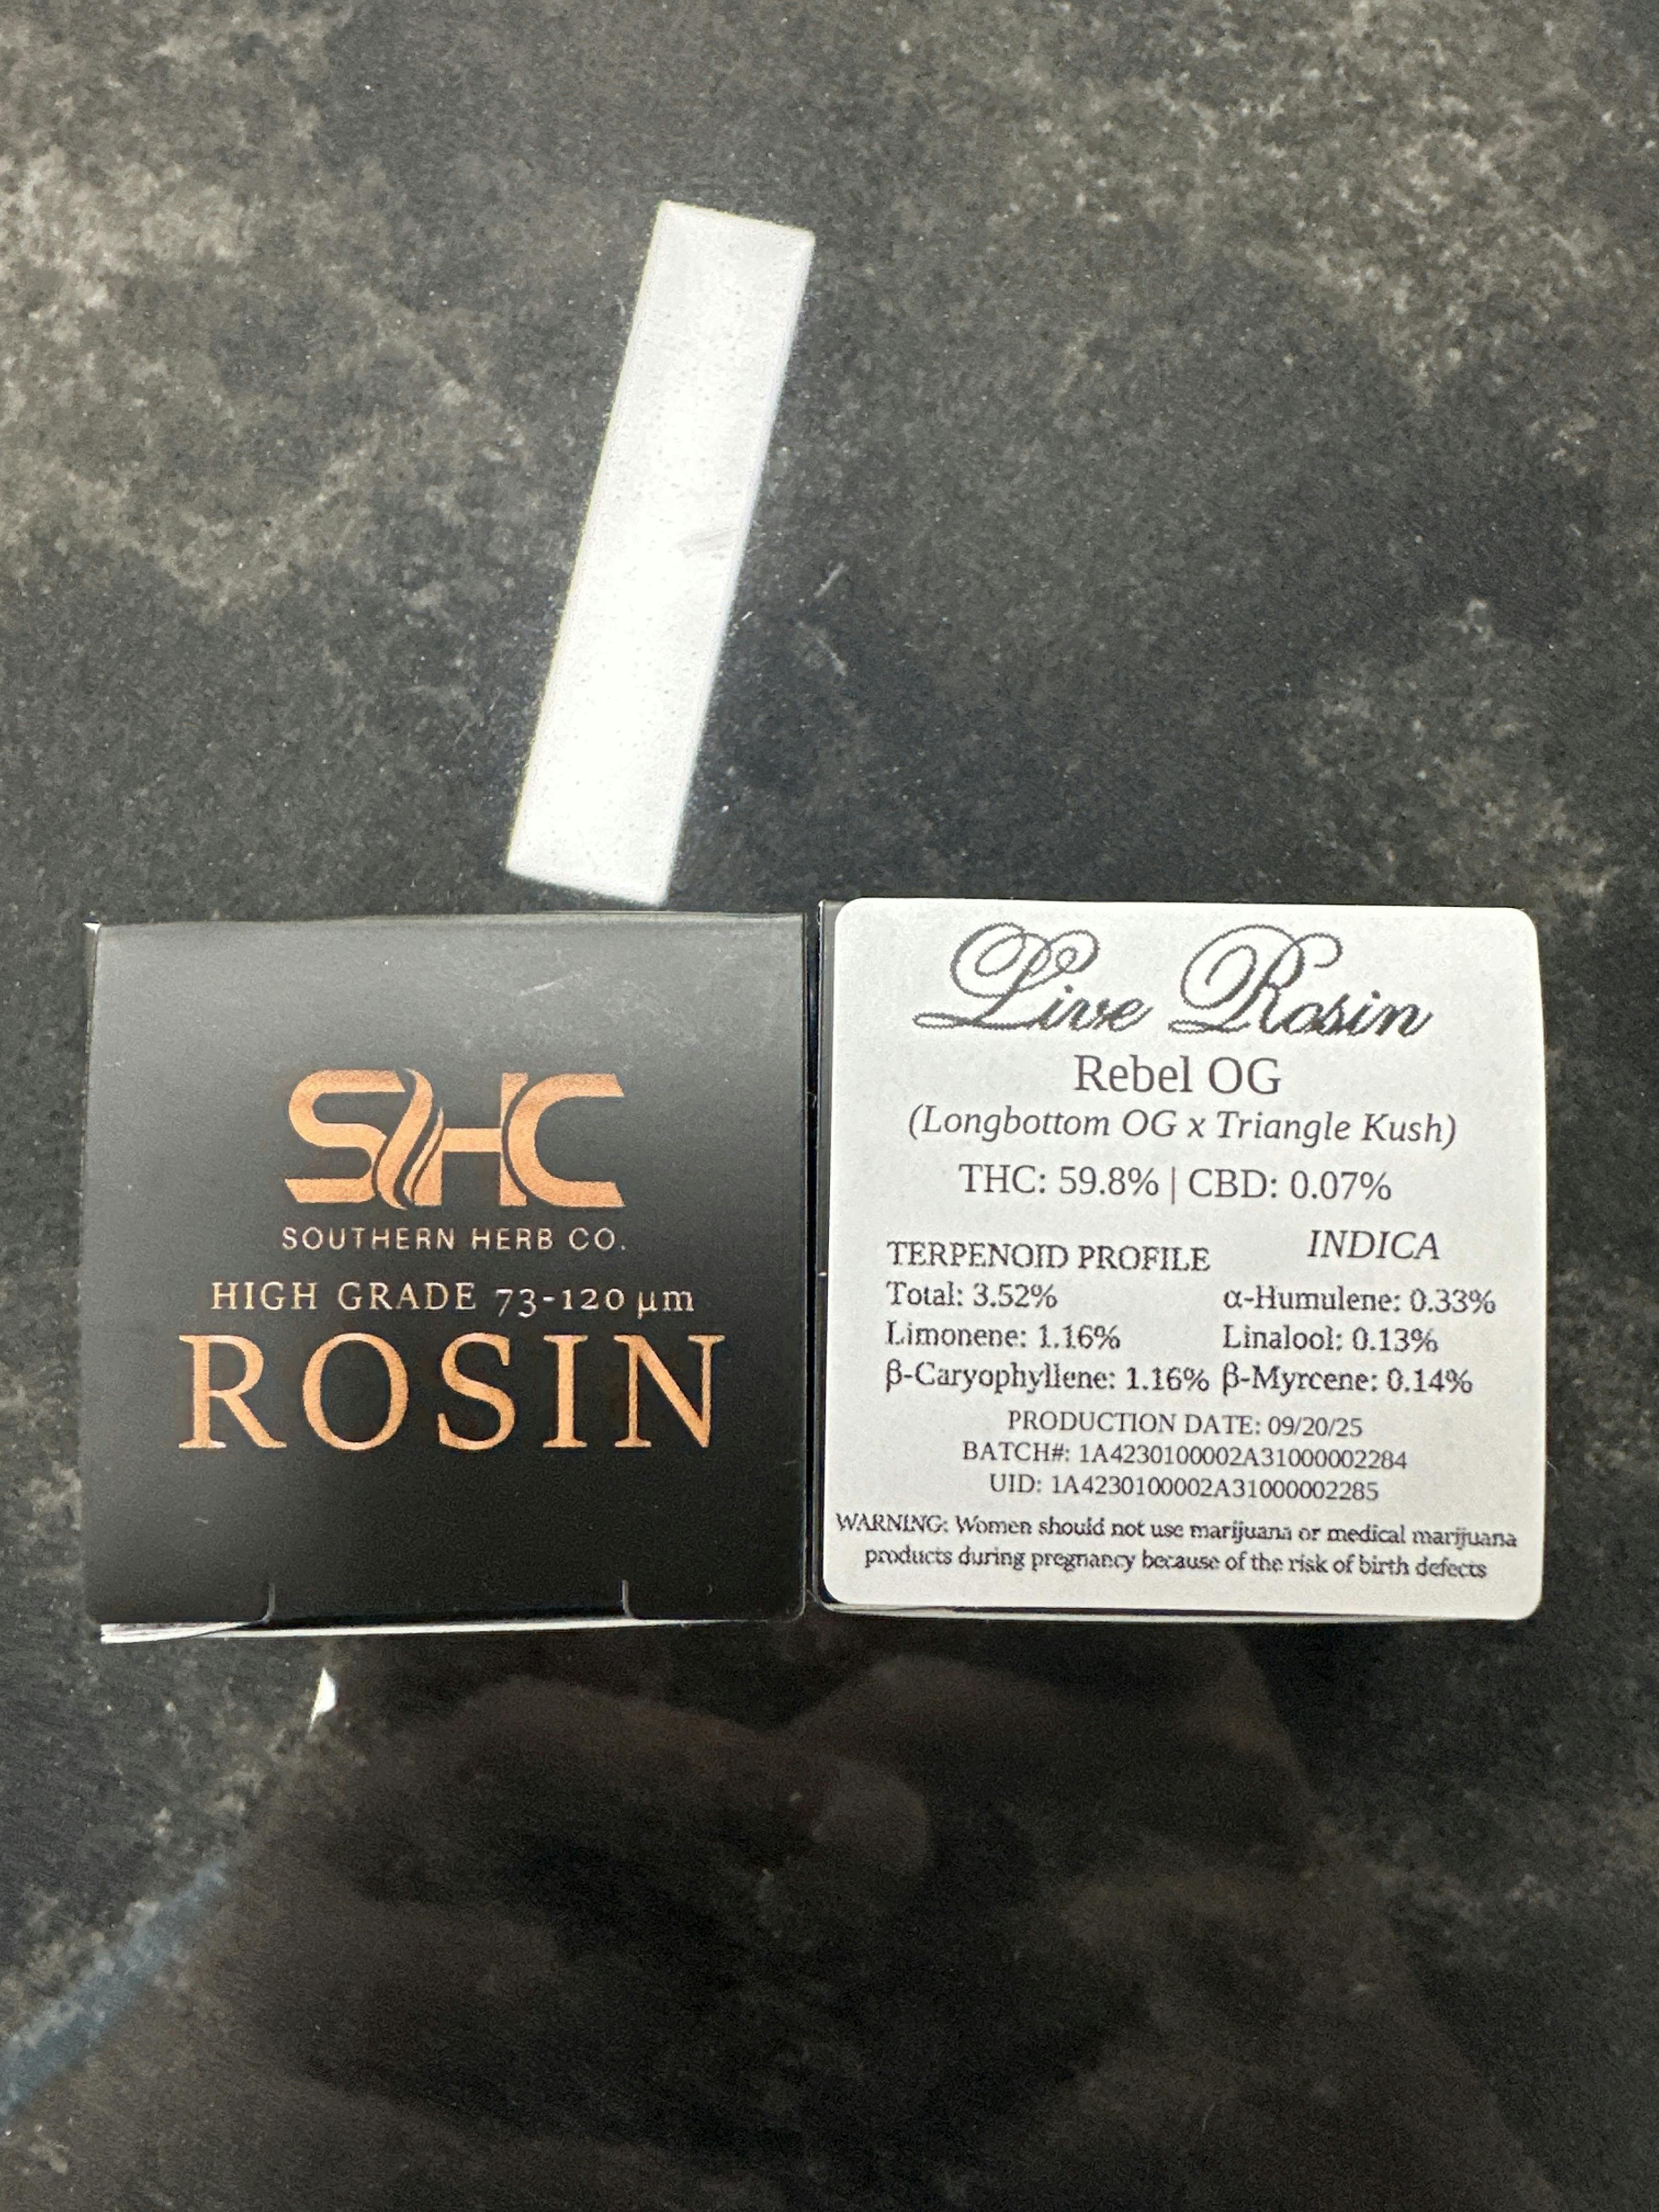 SHC
SOUTHERN HERB CO.
HIGH GRADE 73-120 µm
ROSIN
Live Rosin
Rebel OG
(Longbottom OG x Triangle Kush)
THC: 59.8% | CBD: 0.07%
INDICA
TERPENOID PROFILE
Total: 3.52% α-Humulene: 0.33%
Limonene: 1.16% Linalool: 0.13%
β-Caryophyllene: 1.16% β-Myrcene: 0.14%
PRODUCTION DATE: 09/20/25
BATCH#: 1A4230100002A31000002284
UID: 1A4230100002A31000002285
WARNING: Women should not use marijuana or medical marijuana
products during pregnancy because of the risk of birth defects